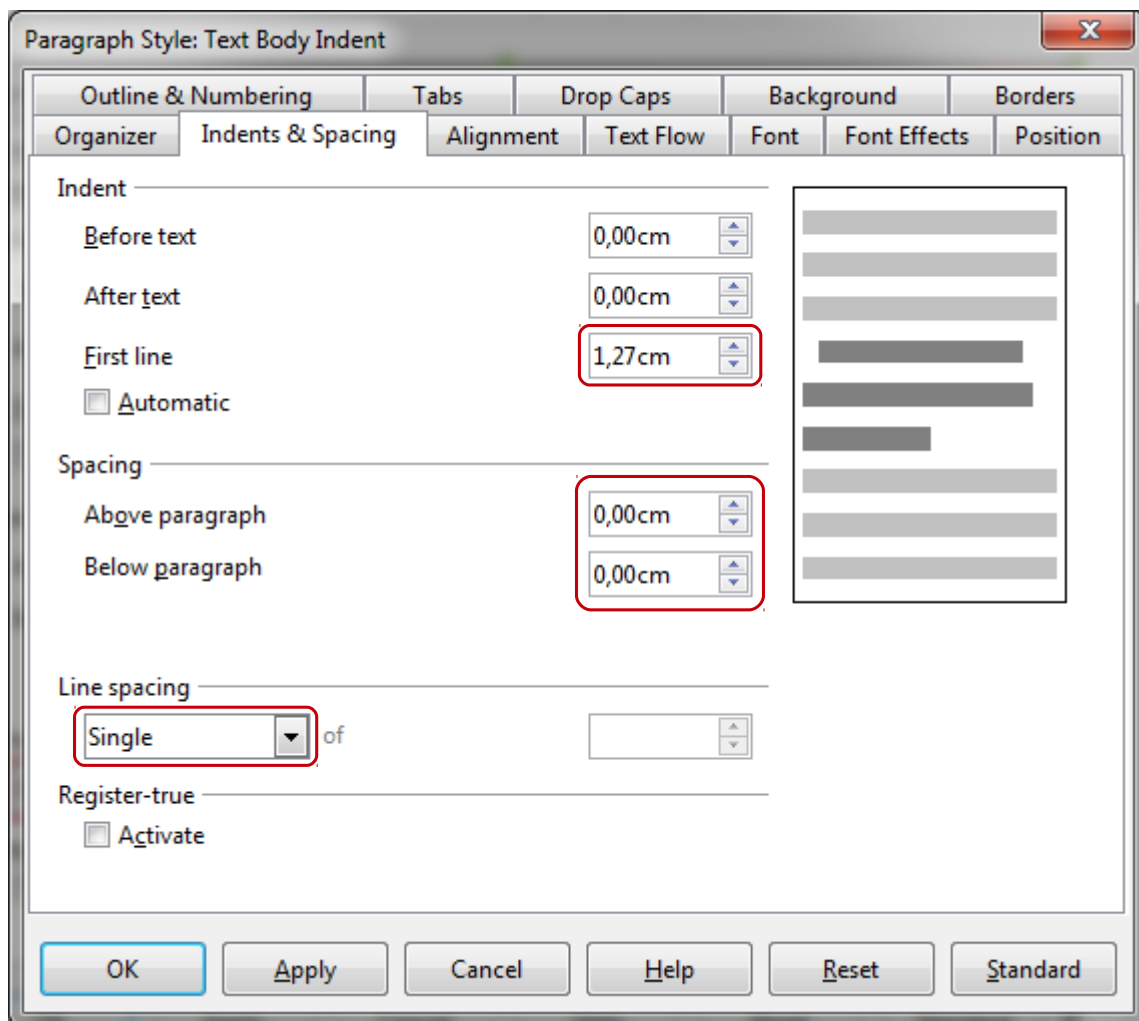 Paragraph Style: Text Body Indent
Outline & Numbering Tabs Drop Caps Background Borders
Organizer Indents & Spacing Alignment Text Flow Font Font Effects Position
Indent
Before text 0,00cm
After text 0,00cm
First line 1,27cm
Automatic
Spacing
Above paragraph 0,00cm
Below paragraph 0,00cm
Line spacing
Single of
Register-true
Activate
OK Apply Cancel Help Reset Standard